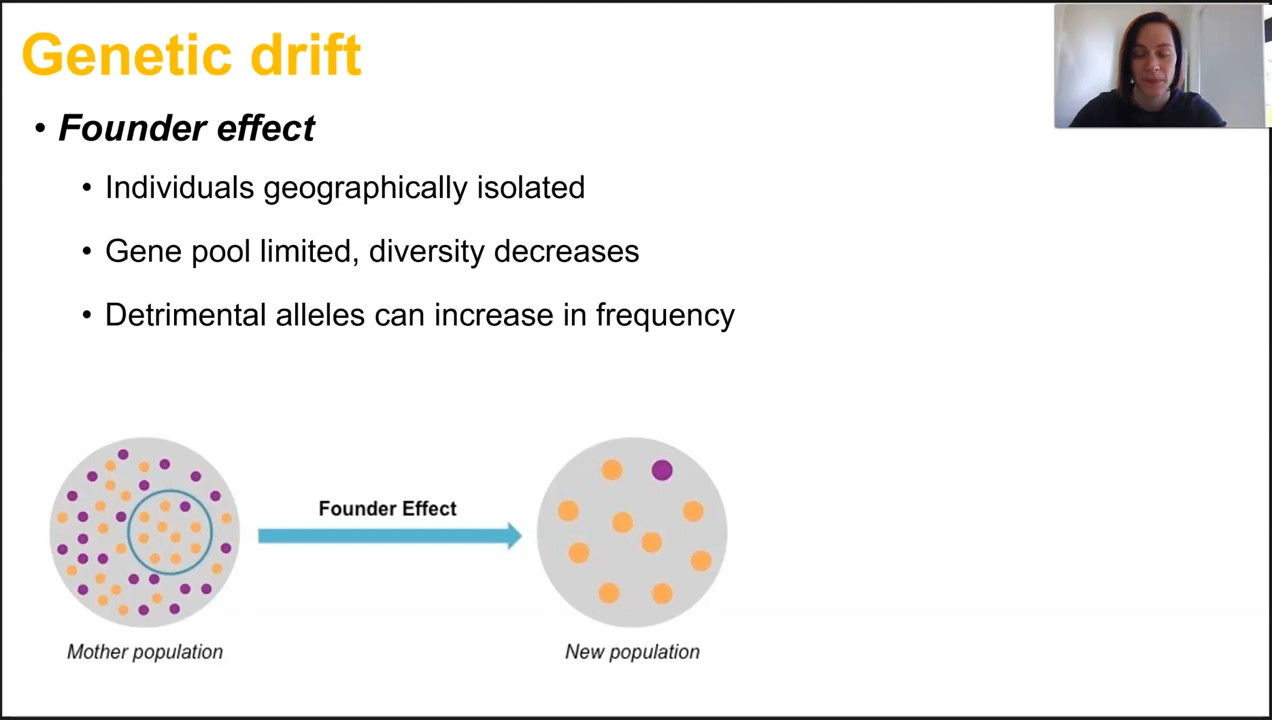 Genetic drift
• Founder effect
• Individuals geographically isolated
• Gene pool limited, diversity decreases
• Detrimental alleles can increase in frequency
Founder Effect
Mother population
New population